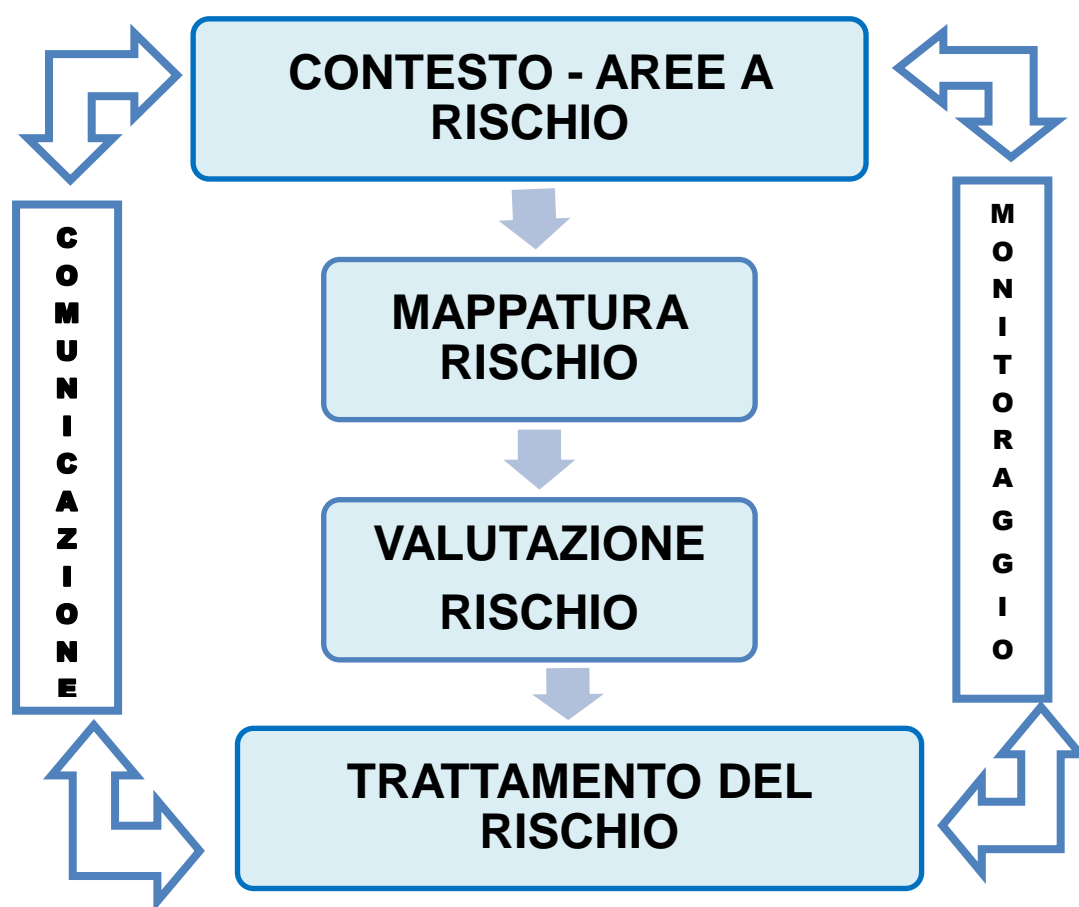 CONTESTO - AREE A
RISCHIO
COMUNICAZIONE
MONITORAGGIO
MAPPATURA
RISCHIO
VALUTAZIONE
RISCHIO
TRATTAMENTO DEL
RISCHIO